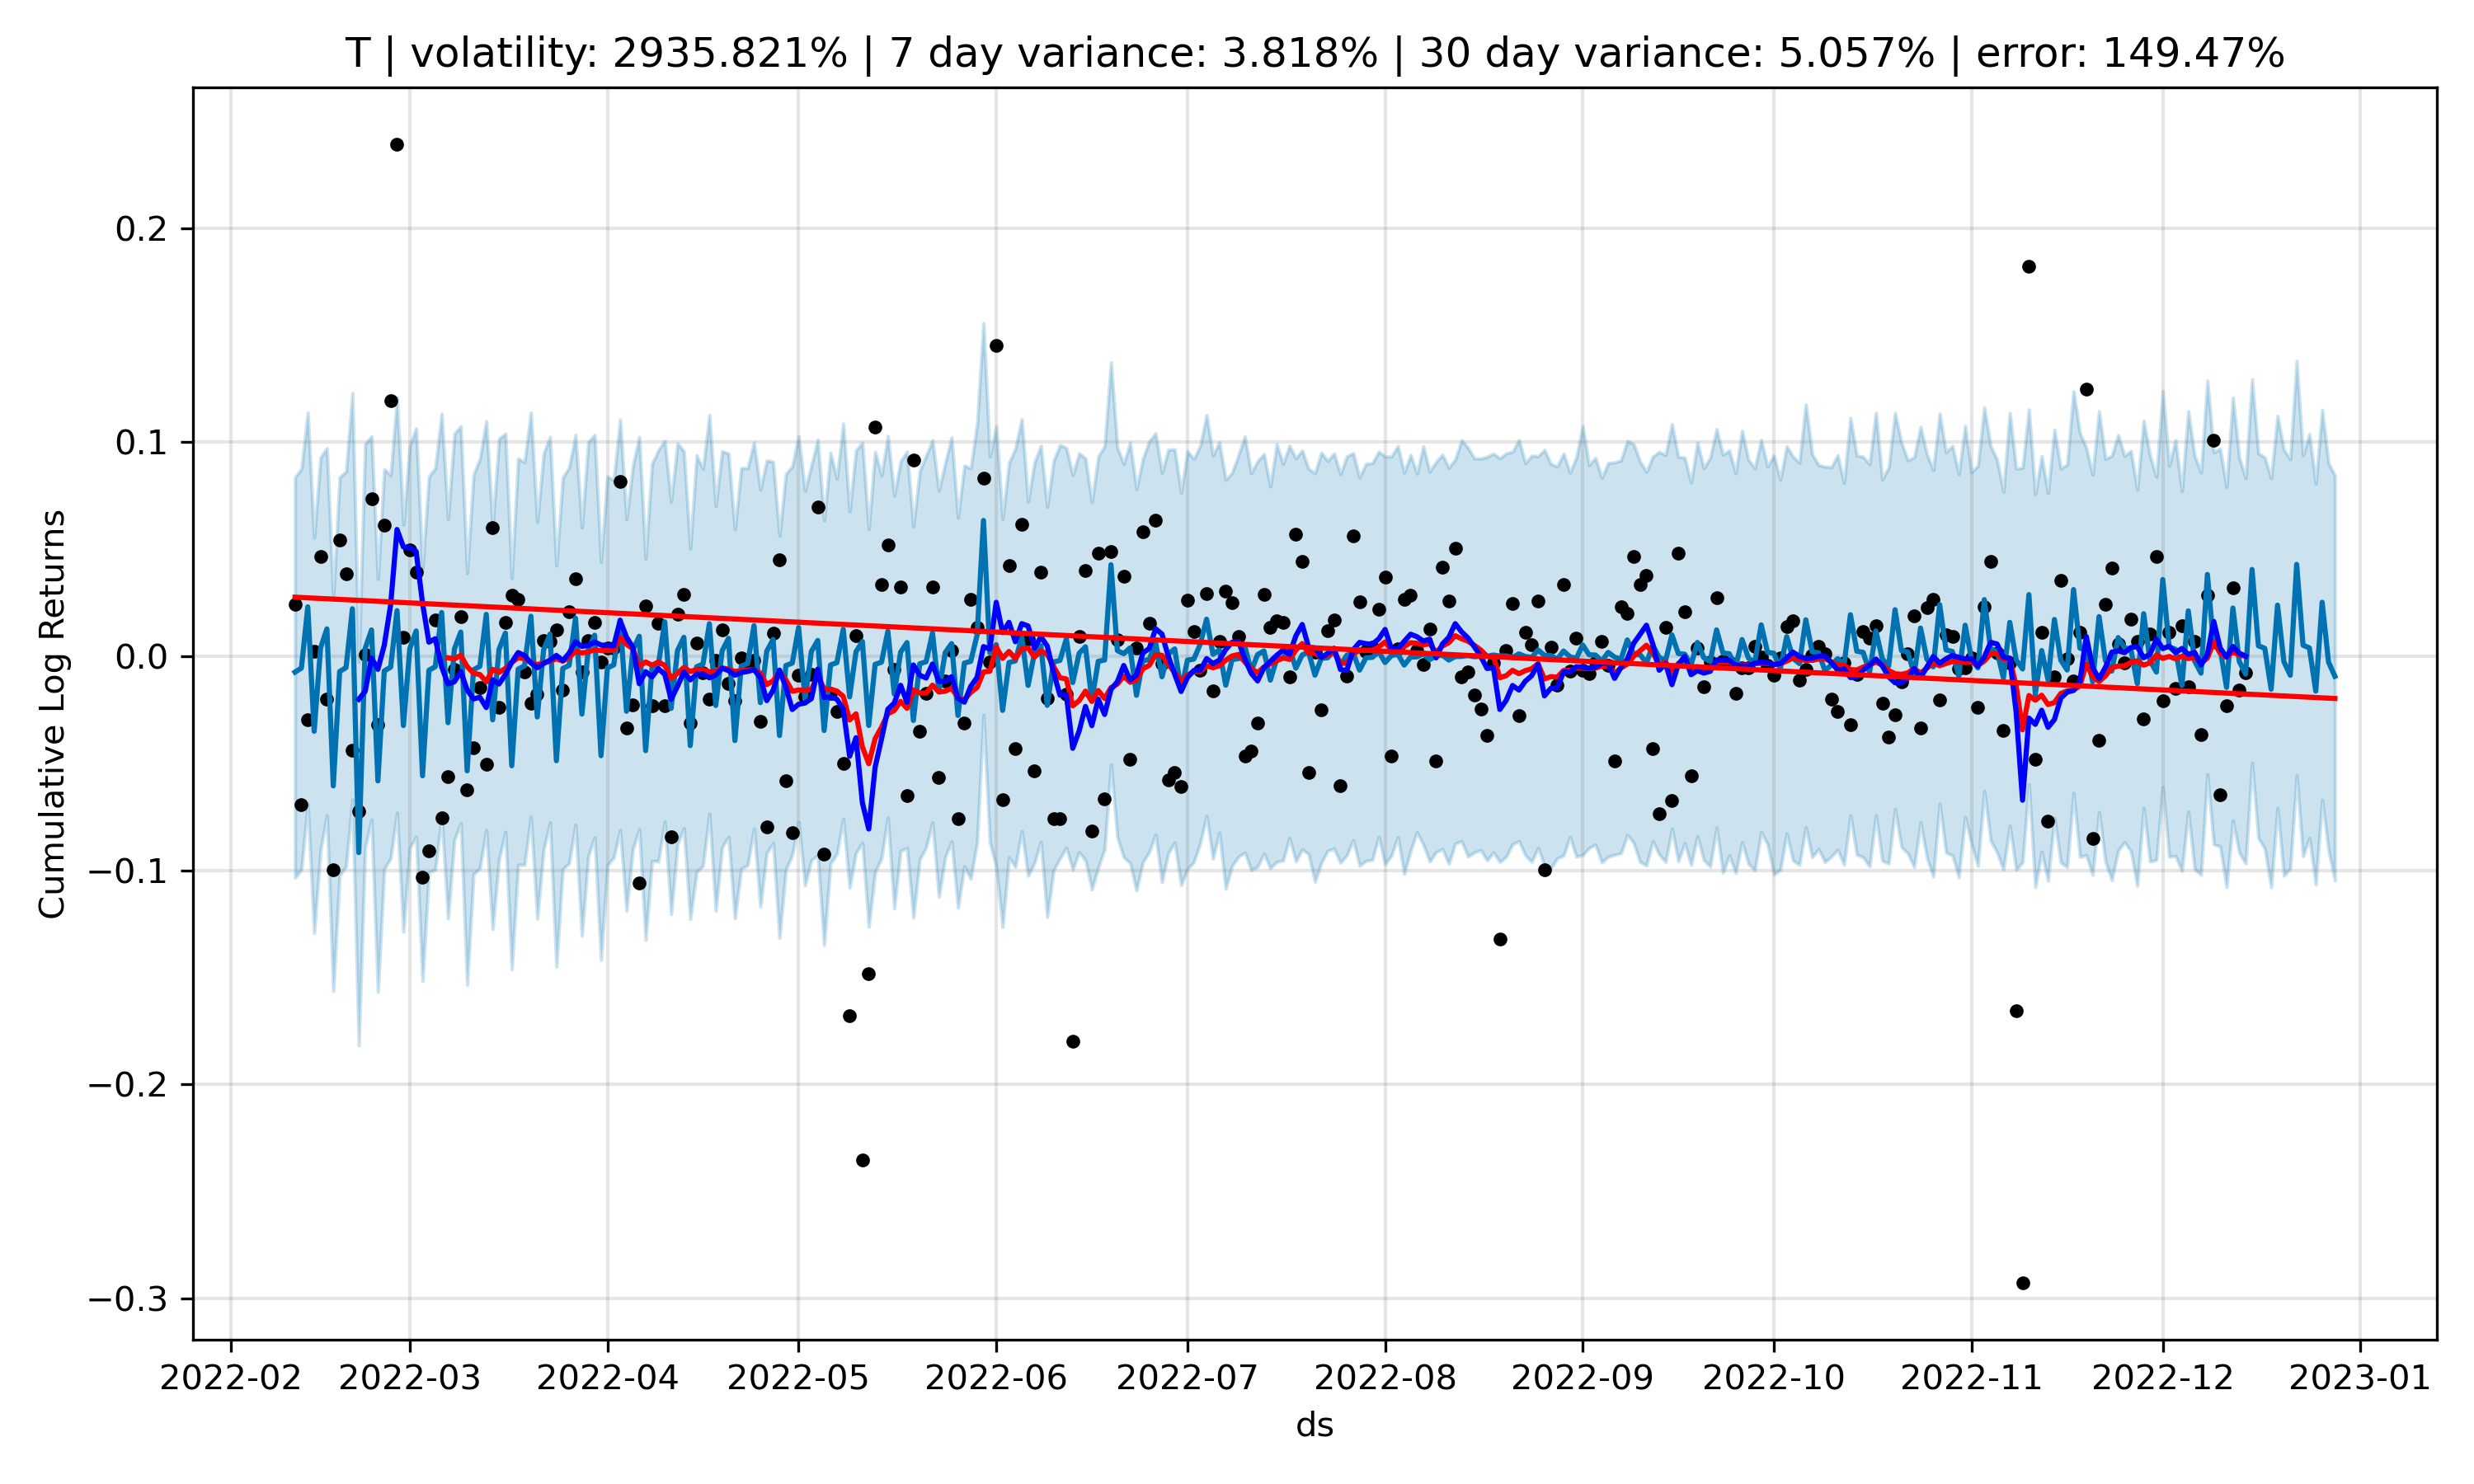 T | volatility: 2935.821% | 7 day variance: 3.818% | 30 day variance: 5.057% | error: 149.47%
Cumulative Log Returns
0.2
0.1
0.0
−0.1
−0.2
−0.3
2022-02 2022-03 2022-04 2022-05 2022-06 2022-07 2022-08 2022-09 2022-10 2022-11 2022-12 2023-01
ds